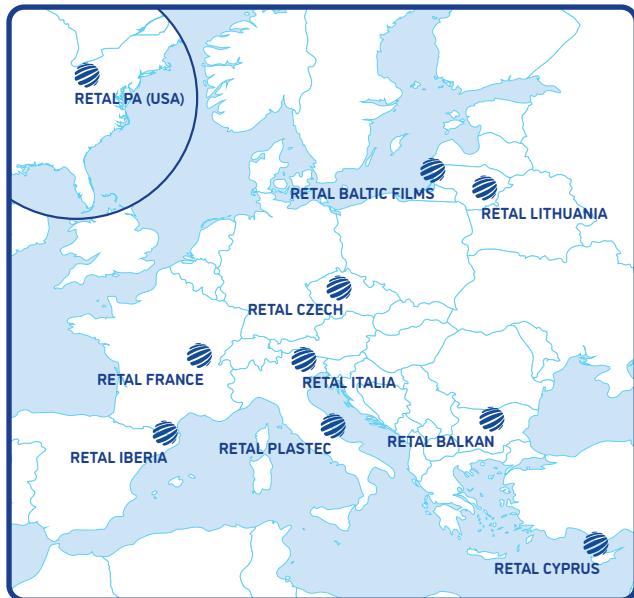 RETAL PA (USA)
RETAL BALTIC FILMS
RETAL LITHUANIA
RETAL CZECH
RETAL FRANCE
RETAL ITALIA
RETAL IBERIA
RETAL PLASTEC
RETAL BALKAN
RETAL CYPRUS